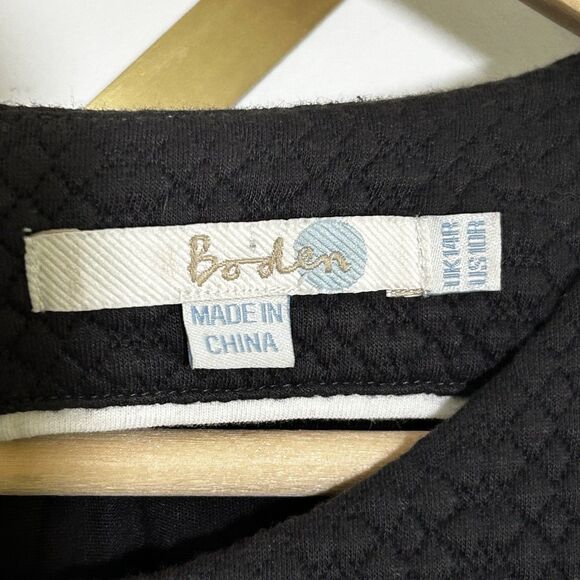 Boden
MADE IN
CHINA
UK 14R
US 10R